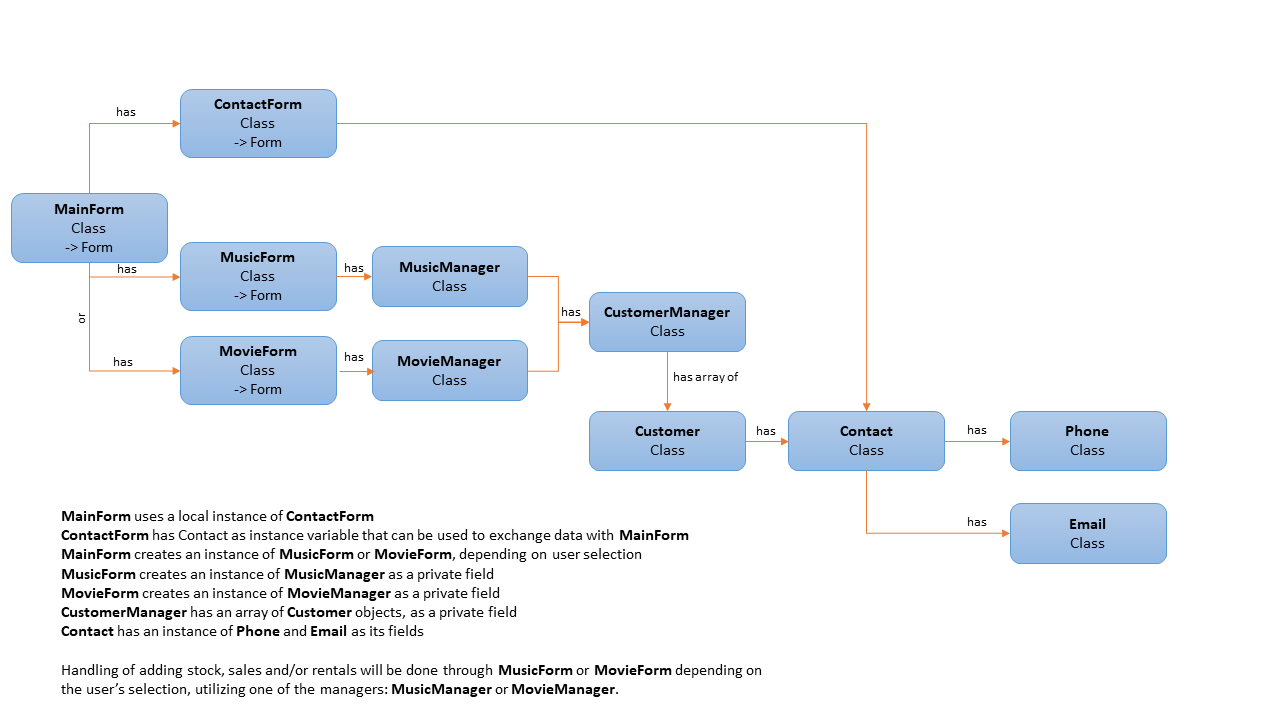 has
ContactForm
Class
-> Form
MainForm
Class
-> Form
has
MusicForm
Class
-> Form
has
MusicManager
Class
or
has
MovieForm
Class
-> Form
has
MovieManager
Class
has
CustomerManager
Class
has array of
Customer
Class
has
Contact
Class
has
Phone
Class
has
Email
Class
MainForm uses a local instance of ContactForm
ContactForm has Contact as instance variable that can be used to exchange data with MainForm
MainForm creates an instance of MusicForm or MovieForm, depending on user selection
MusicForm creates an instance of MusicManager as a private field
MovieForm creates an instance of MovieManager as a private field
CustomerManager has an array of Customer objects, as a private field
Contact has an instance of Phone and Email as its fields
Handling of adding stock, sales and/or rentals will be done through MusicForm or MovieForm depending on
the user’s selection, utilizing one of the managers: MusicManager or MovieManager.